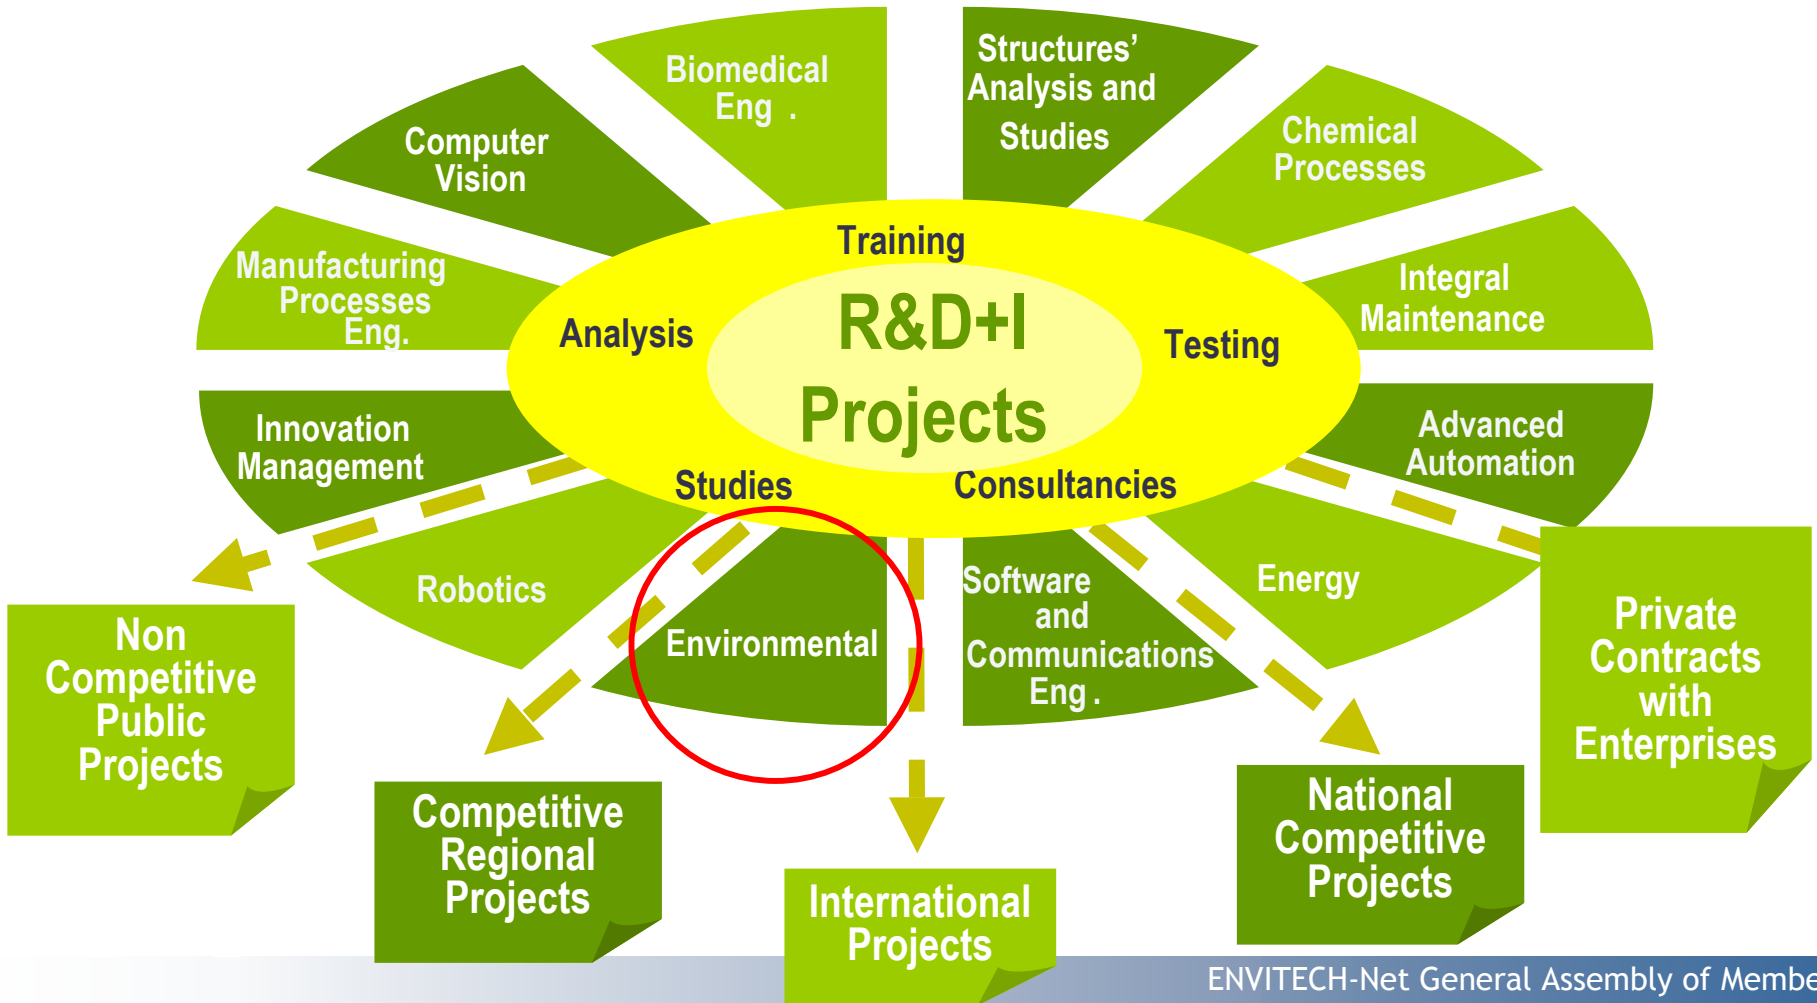 Biomedical
Eng .
Structures’
Analysis and
Studies
Computer
Vision
Chemical
Processes
Manufacturing
Processes
Eng.
Integral
Maintenance
Training
Analysis
Testing
R&D+I
Projects
Studies
Consultancies
Innovation
Management
Advanced
Automation
Robotics
Environmental
Software
and
Communications
Eng .
Energy
Non
Competitive
Public
Projects
Competitive
Regional
Projects
International
Projects
National
Competitive
Projects
Private
Contracts
with
Enterprises
ENVITECH-Net General Assembly of Membe